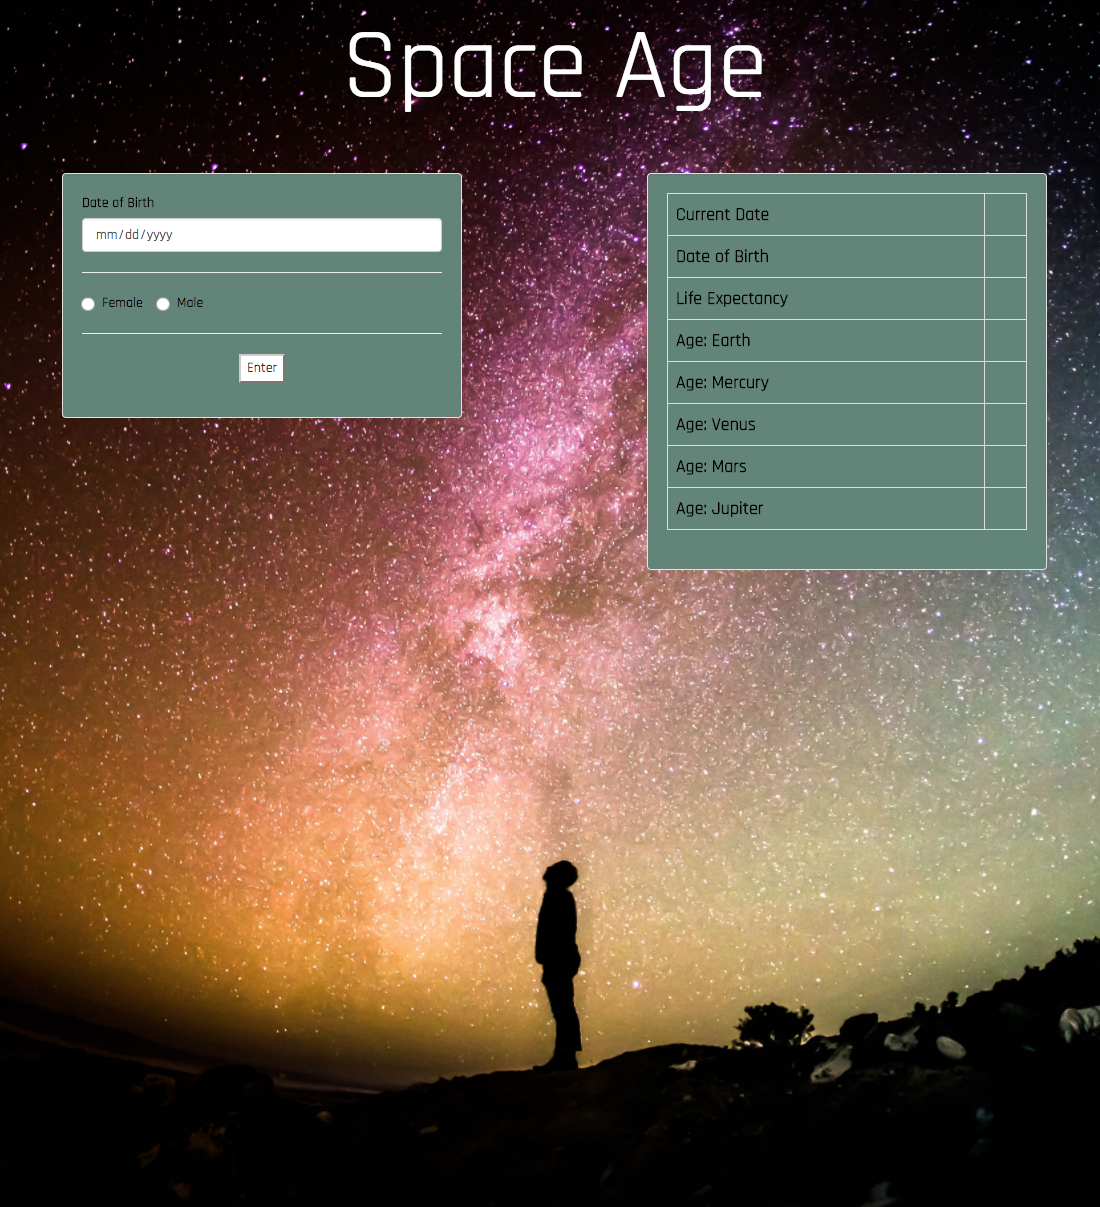 Space Age
Date of Birth
mm/dd/yyyy
Female Male
Enter
Current Date
Date of Birth
Life Expectancy
Age: Earth
Age: Mercury
Age: Venus
Age: Mars
Age: Jupiter